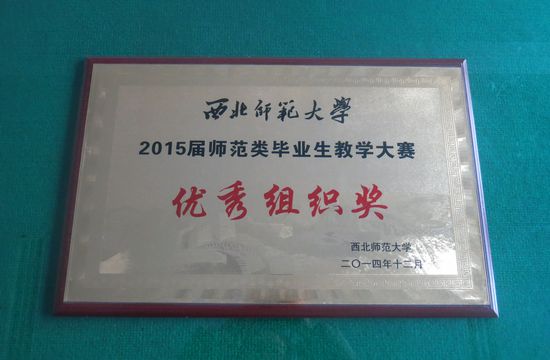 西北师範大学
2015届师范类毕业生教学大赛
优秀组织奖
西北师范大学
二〇一四年十二月